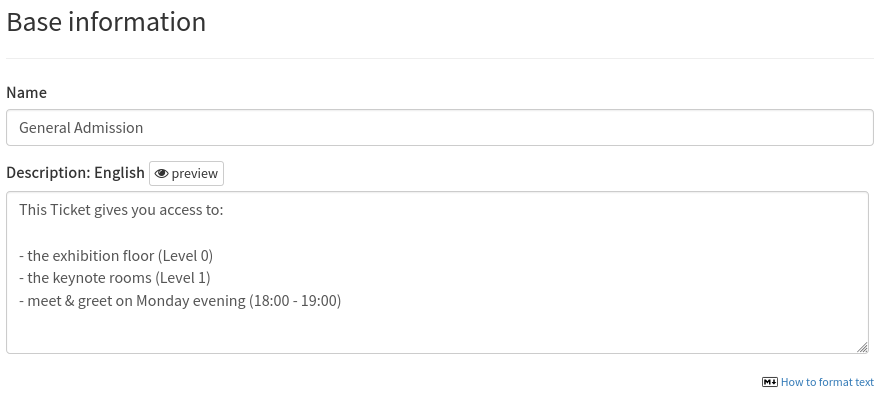 Base information
Name
General Admission
Description: English preview
This Ticket gives you access to:
- the exhibition floor (Level 0)
- the keynote rooms (Level 1)
- meet & greet on Monday evening (18:00 - 19:00)
M How to format text